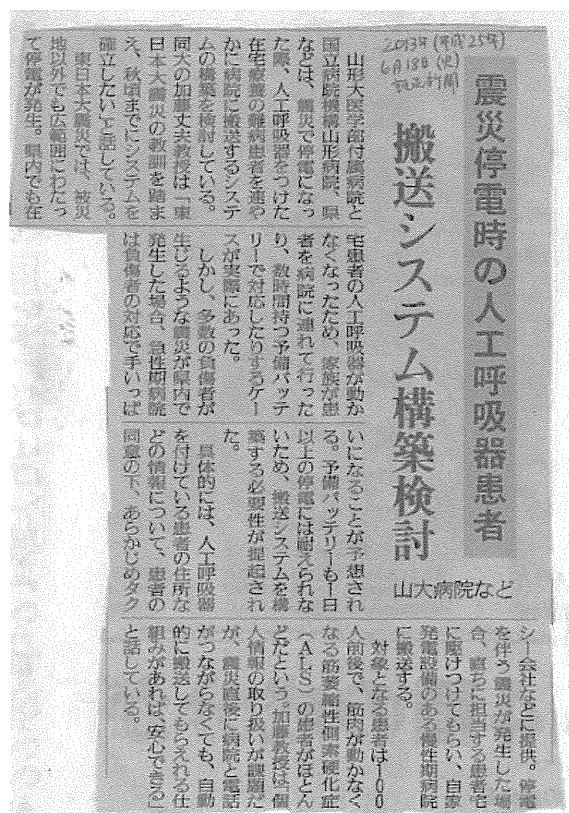 2013年(平成25年)
6月18日(火)
震災停電時の人工呼吸器患者
搬送システム構築検討
山大病院など
山形大医学部付属病院と
国立病院機構山形病院、県
などは、震災で停電になっ
た際、人工呼吸器をつけた
在宅療養の難病患者を速や
かに病院に搬送するシステ
ムの構築を検討している。
同大の加藤丈夫教授は「東
日本大震災の教訓を踏ま
え、秋頃までにシステムを
確立したい」と話している。
東日本大震災では、被災
地以外でも広範囲にわたっ
て停電が発生。県内でも在
宅患者の人工呼吸器が動か
なくなったため、家族が患
者を病院に連れて行った
り、数時間持つ予備バッテ
リーで対応したりするケー
スが実際にあった。
しかし、多数の負傷者が
生じるような震災が県内で
発生した場合、急性期病院
は負傷者の対応で手いっぱ
いになることが予想され
る。予備バッテリーも1日
以上の停電には耐えられな
いため、搬送システムを構
築する必要性が提起され
た。
具体的には、人工呼吸器
を付けている患者の住所な
どの情報について、患者の
同意の下、あらかじめタク
シー会社などに提供。停電
を伴う震災が発生した場
合、直ちに担当する患者宅
に駆けつけてもらい、自家
発電設備のある慢性期病院
に搬送する。
対象となる患者は100
人前後で、筋肉が動かなく
なる筋萎縮性側索硬化症
(ALS)の患者がほとん
どだという。加藤教授は「個
人情報の取り扱いが課題だ
が、震災直後に病院と電話
がつながらなくても、自動
的に搬送してもらえれる仕
組みがあれば、安心できる」
と話している。